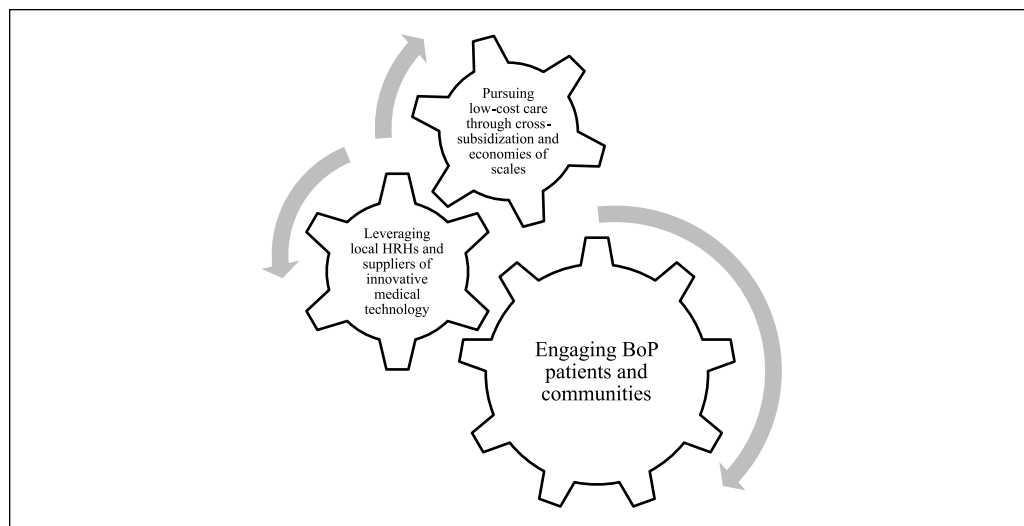 Pursuing
low-cost care
through cross-
subsidization and
economies of
scales
Leveraging
local HRHs and
suppliers of
innovative
medical
technology
Engaging BoP
patients and
communities